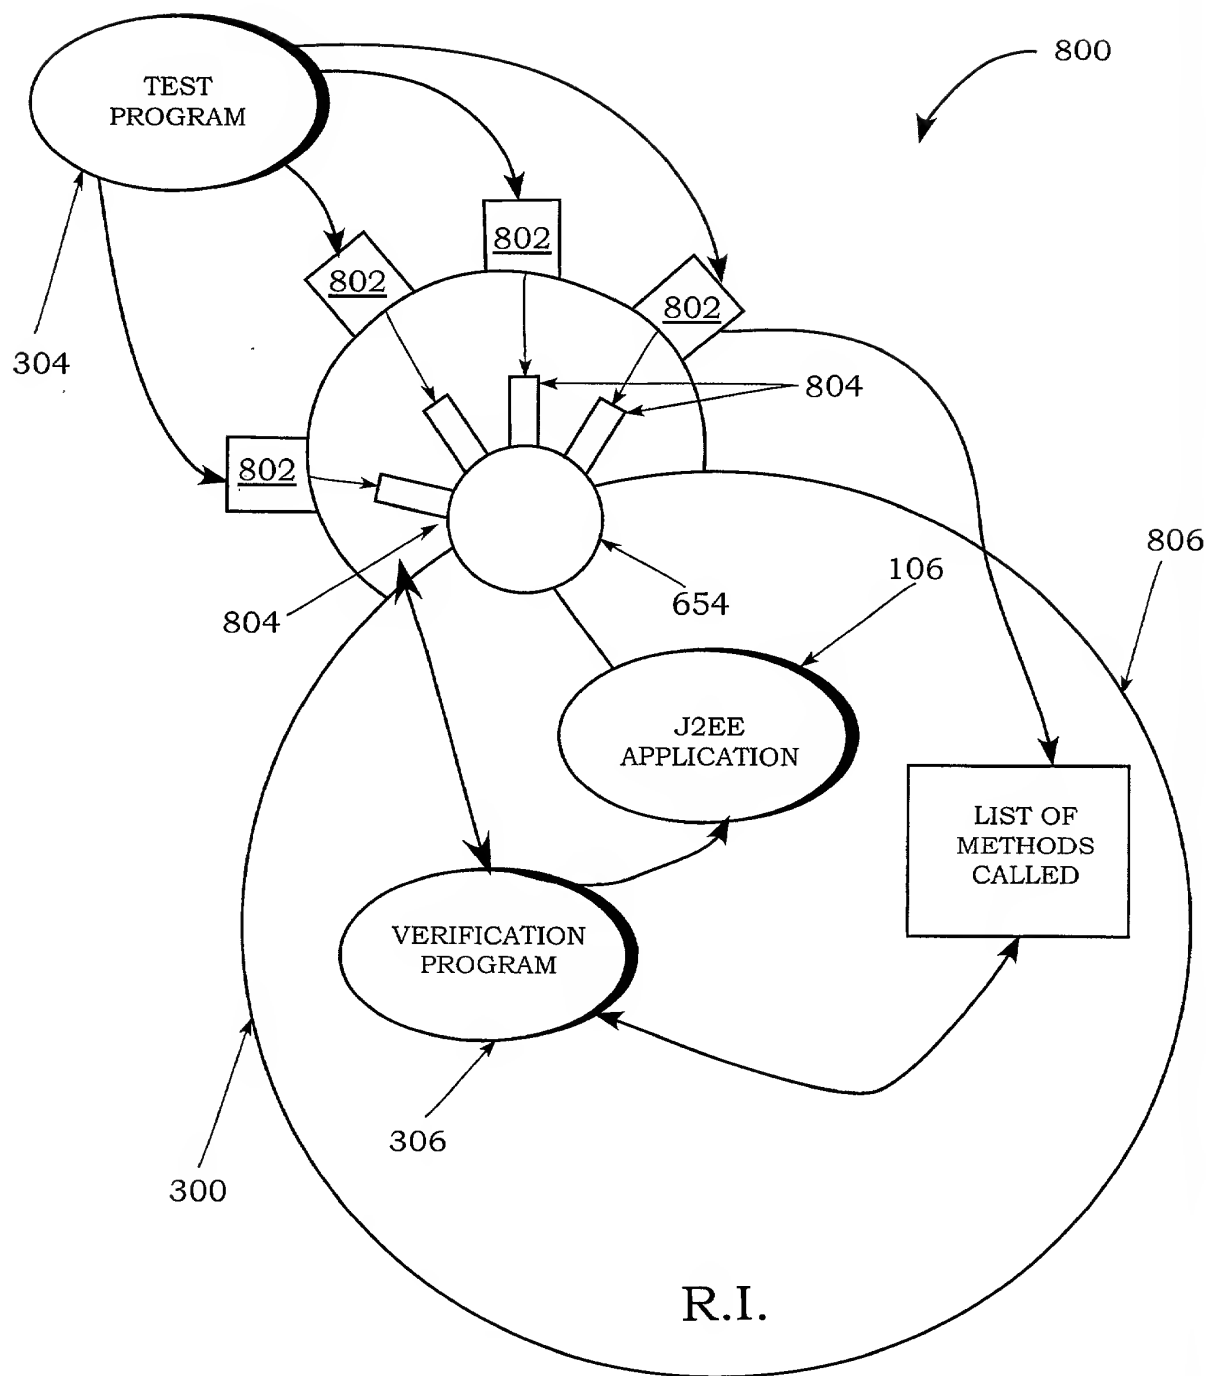 800
TEST
PROGRAM
802
802
802
304
804
802
806
106
654
804
J2EE
APPLICATION
LIST OF
METHODS
CALLED
VERIFICATION
PROGRAM
306
300
R.I.